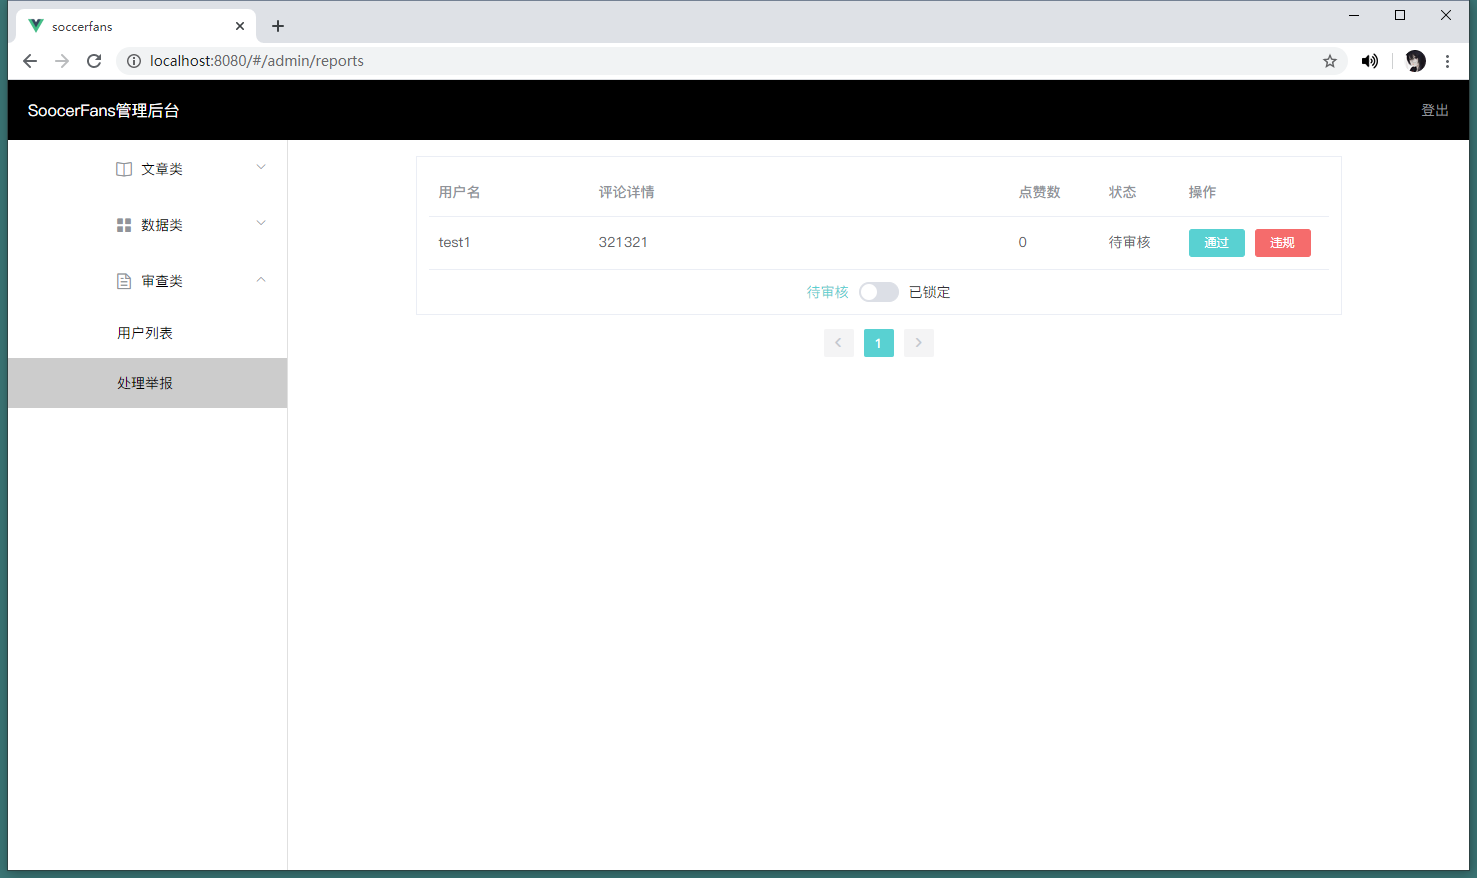 soccerfans
localhost:8080/#/admin/reports
SoocerFans管理后台
登出
文章类
数据类
审查类
用户列表
处理举报
用户名 评论详情 点赞数 状态 操作
test1 321321 0 待审核 通过 违规
待审核 已锁定
1